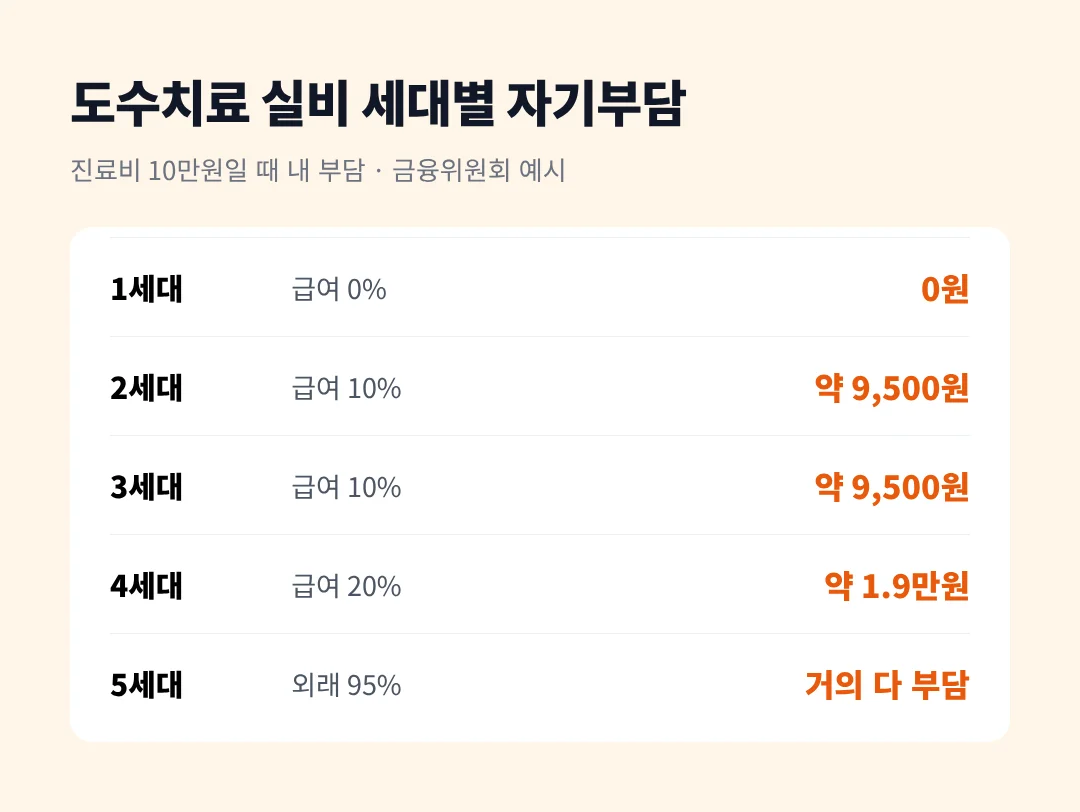 도수치료 실비 세대별 자기부담
진료비 10만원일 때 내 부담 · 금융위원회 예시
1세대 급여 0% 0원
2세대 급여 10% 약 9,500원
3세대 급여 10% 약 9,500원
4세대 급여 20% 약 1.9만원
5세대 외래 95% 거의 다 부담